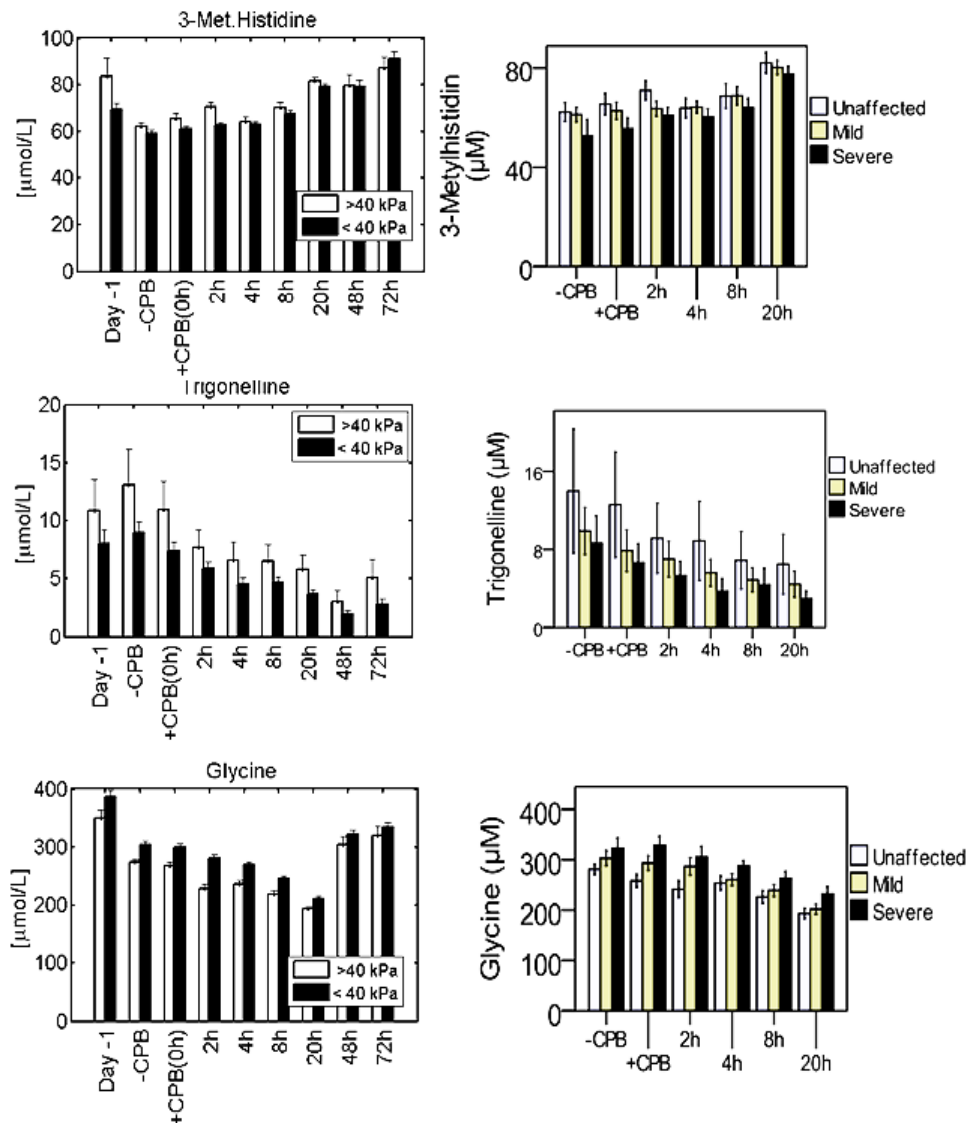 3-Met.Histidine
100
80
60
40
20
0
[μmol/L]
>40 kPa
< 40 kPa
Day -1
-CPB
+CPB(0h)
2h
4h
8h
20h
48h
72h
80
40
0
3-Metylhistidin
(μM)
Unaffected
Mild
Severe
-CPB
+CPB
2h
4h
8h
20h
Trigonelline
20
15
10
5
0
[μmol/L]
>40 kPa
< 40 kPa
Day -1
-CPB
+CPB(0h)
2h
4h
8h
20h
48h
72h
16
8
0
Trigonelline (μM)
Unaffected
Mild
Severe
-CPB
+CPB
2h
4h
8h
20h
Glycine
400
300
200
100
0
[μmol/L]
>40 kPa
< 40 kPa
Day -1
-CPB
+CPB(0h)
2h
4h
8h
20h
48h
72h
400
300
200
100
0
Glycine (μM)
Unaffected
Mild
Severe
-CPB
+CPB
2h
4h
8h
20h